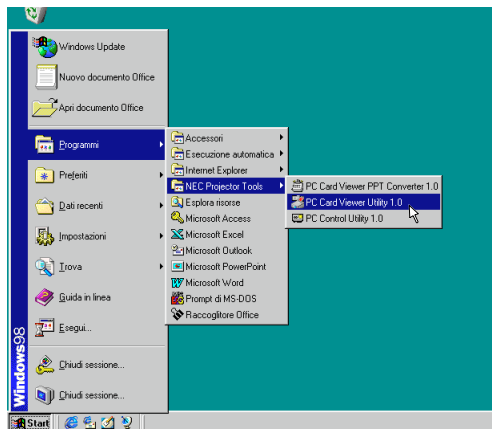 Windows Update
Nuovo documento Office
Apri documento Office
Programmi
Preferiti
Dati recenti
Impostazioni
Trova
Guida in linea
Esegui...
Chiudi sessione...
Chiudi sessione...
Windows98
Start
Accessori
Esecuzione automatica
Internet Explorer
NEC Projector Tools
Esplora risorse
Microsoft Access
Microsoft Excel
Microsoft Outlook
Microsoft PowerPoint
Microsoft Word
Prompt di MS-DOS
Raccoglitore Office
PC Card Viewer PPT Converter 1.0
PC Card Viewer Utility 1.0
PC Control Utility 1.0